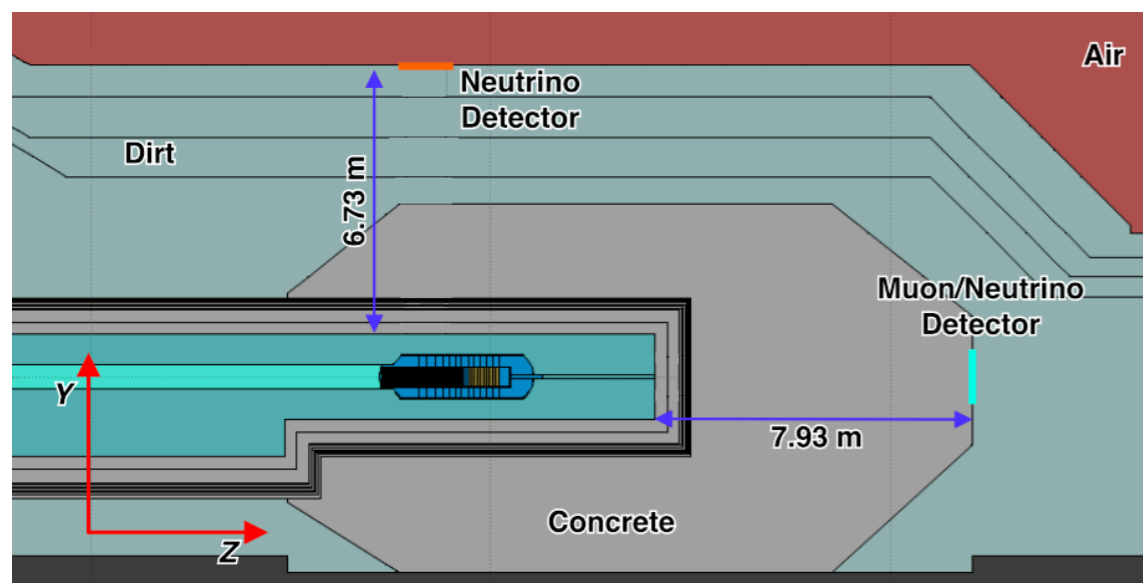 Air
Neutrino
Detector
Dirt
6.73 m
Muon/Neutrino
Detector
7.93 m
Y
Z
Concrete